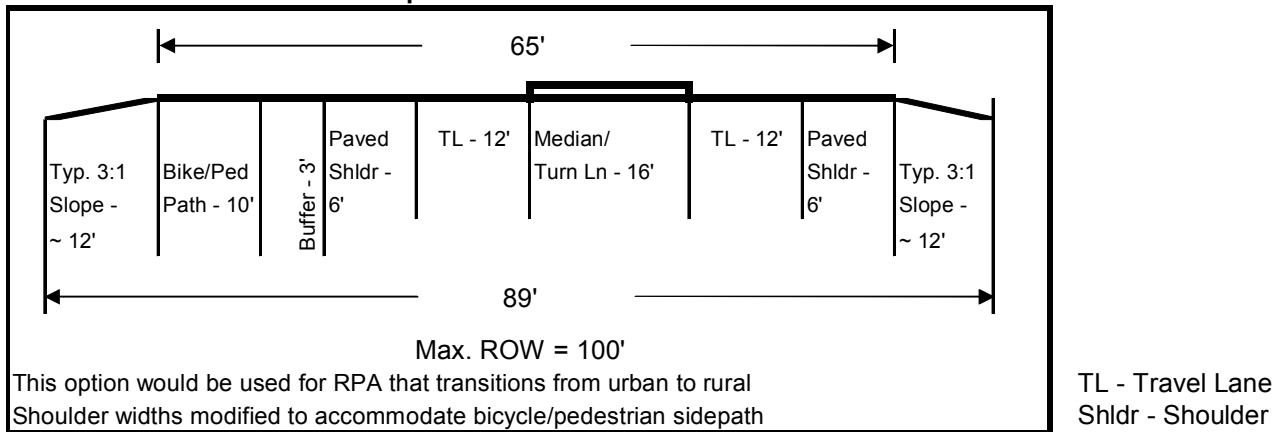 65'
Typ. 3:1
Slope -
~ 12'
Bike/Ped
Path - 10'
Buffer - 3'
Paved
Shldr -
6'
TL - 12'
Median/
Turn Ln - 16'
TL - 12'
Paved
Shldr -
6'
Typ. 3:1
Slope -
~ 12'
89'
Max. ROW = 100'
This option would be used for RPA that transitions from urban to rural
Shoulder widths modified to accommodate bicycle/pedestrian sidepath
TL - Travel Lane
Shldr - Shoulder